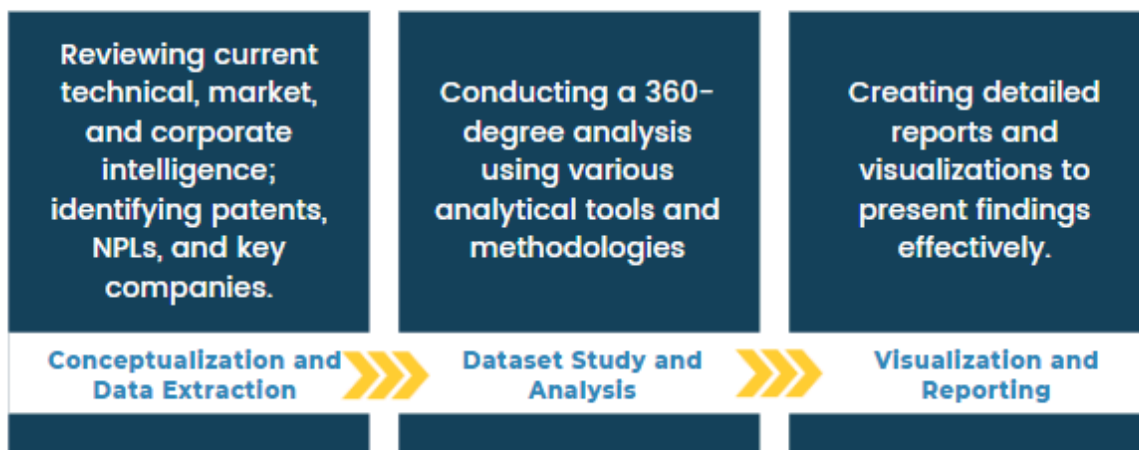 Reviewing current
technical, market,
and corporate
intelligence;
identifying patents,
NPLs, and key
companies.
Conceptualization and
Data Extraction
Conducting a 360-
degree analysis
using various
analytical tools and
methodologies
Dataset Study and
Analysis
Creating detailed
reports and
visualizations to
present findings
effectively.
Visualization and
Reporting